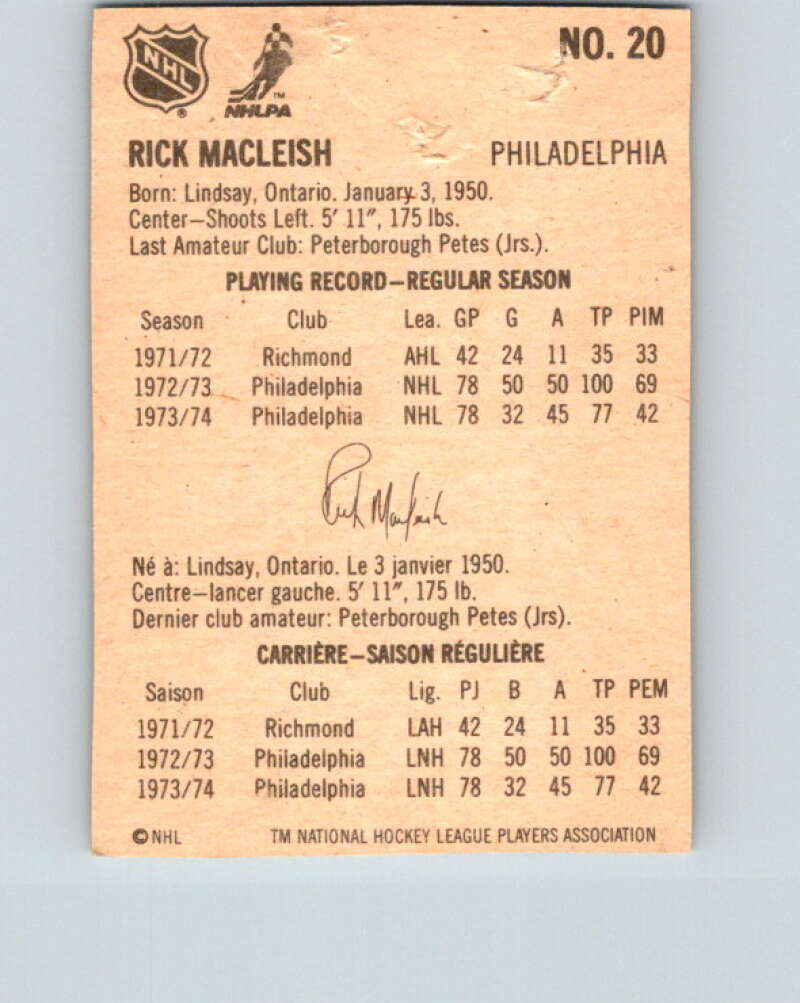 NHL ®
NHLPA ™
NO. 20
RICK MACLEISH PHILADELPHIA
Born: Lindsay, Ontario. January 3, 1950.
Center–Shoots Left. 5′ 11″, 175 lbs.
Last Amateur Club: Peterborough Petes (Jrs.).
PLAYING RECORD–REGULAR SEASON
Season Club Lea. GP G A TP PIM
1971/72 Richmond AHL 42 24 11 35 33
1972/73 Philadelphia NHL 78 50 50 100 69
1973/74 Philadelphia NHL 78 32 45 77 42
Rick MacLeish
Né à: Lindsay, Ontario. Le 3 janvier 1950.
Centre–lancer gauche. 5′ 11″, 175 lb.
Dernier club amateur: Peterborough Petes (Jrs).
CARRIÈRE–SAISON RÉGULIÈRE
Saison Club Lig. PJ B A TP PEM
1971/72 Richmond LAH 42 24 11 35 33
1972/73 Philadelphia LNH 78 50 50 100 69
1973/74 Philadelphia LNH 78 32 45 77 42
© NHL TM NATIONAL HOCKEY LEAGUE PLAYERS ASSOCIATION